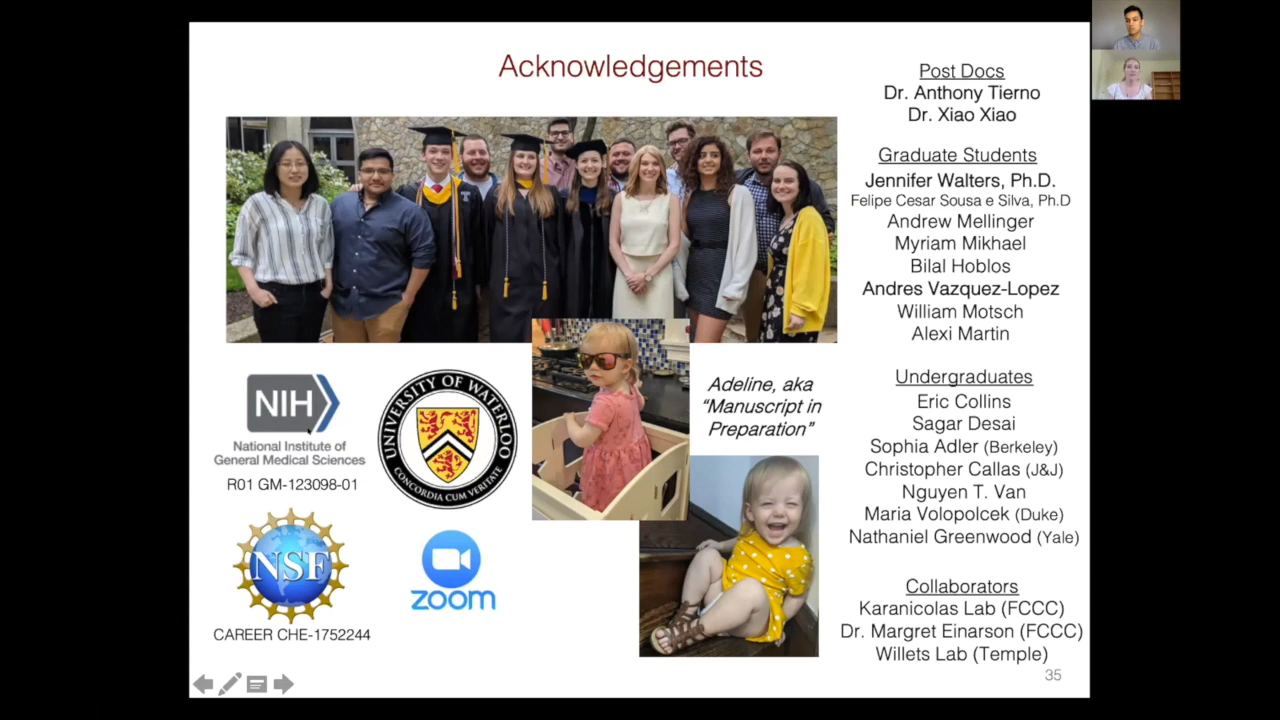 Acknowledgements
Post Docs
Dr. Anthony Tierno
Dr. Xiao Xiao
Graduate Students
Jennifer Walters, Ph.D.
Felipe Cesar Sousa e Silva, Ph.D
Andrew Mellinger
Myriam Mikhael
Bilal Hoblos
Andres Vazquez-Lopez
William Motsch
Alexi Martin
Undergraduates
Eric Collins
Sagar Desai
Sophia Adler (Berkeley)
Christopher Callas (J&J)
Nguyen T. Van
Maria Volopolcek (Duke)
Nathaniel Greenwood (Yale)
Collaborators
Karanicolas Lab (FCCC)
Dr. Margret Einarson (FCCC)
Willets Lab (Temple)
35
Adeline, aka
“Manuscript in
Preparation”
NIH
National Institute of
General Medical Sciences
R01 GM-123098-01
UNIVERSITY OF WATERLOO
CONCORDIA CUM VERITATE
NSF
CAREER CHE-1752244
zoom